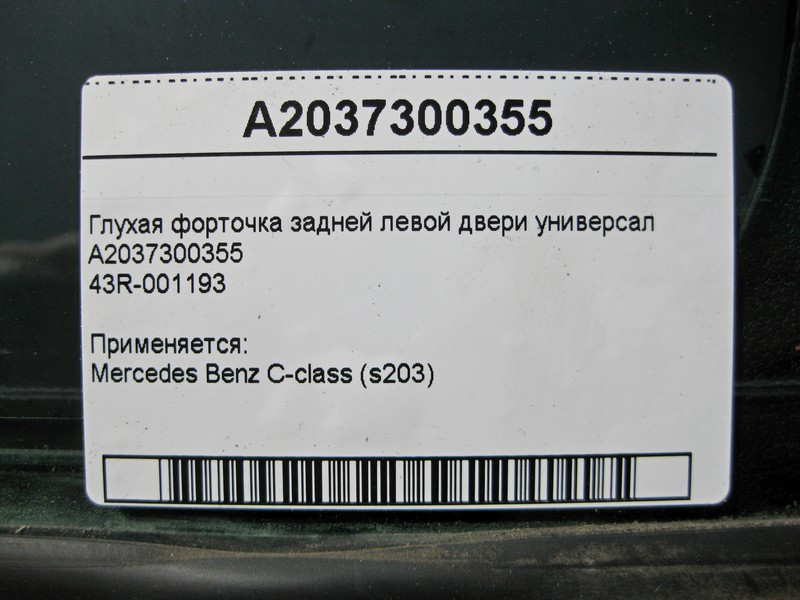 A2037300355
Глухая форточка задней левой двери универсал
A2037300355
43R-001193
Применяется:
Mercedes Benz C-class (s203)